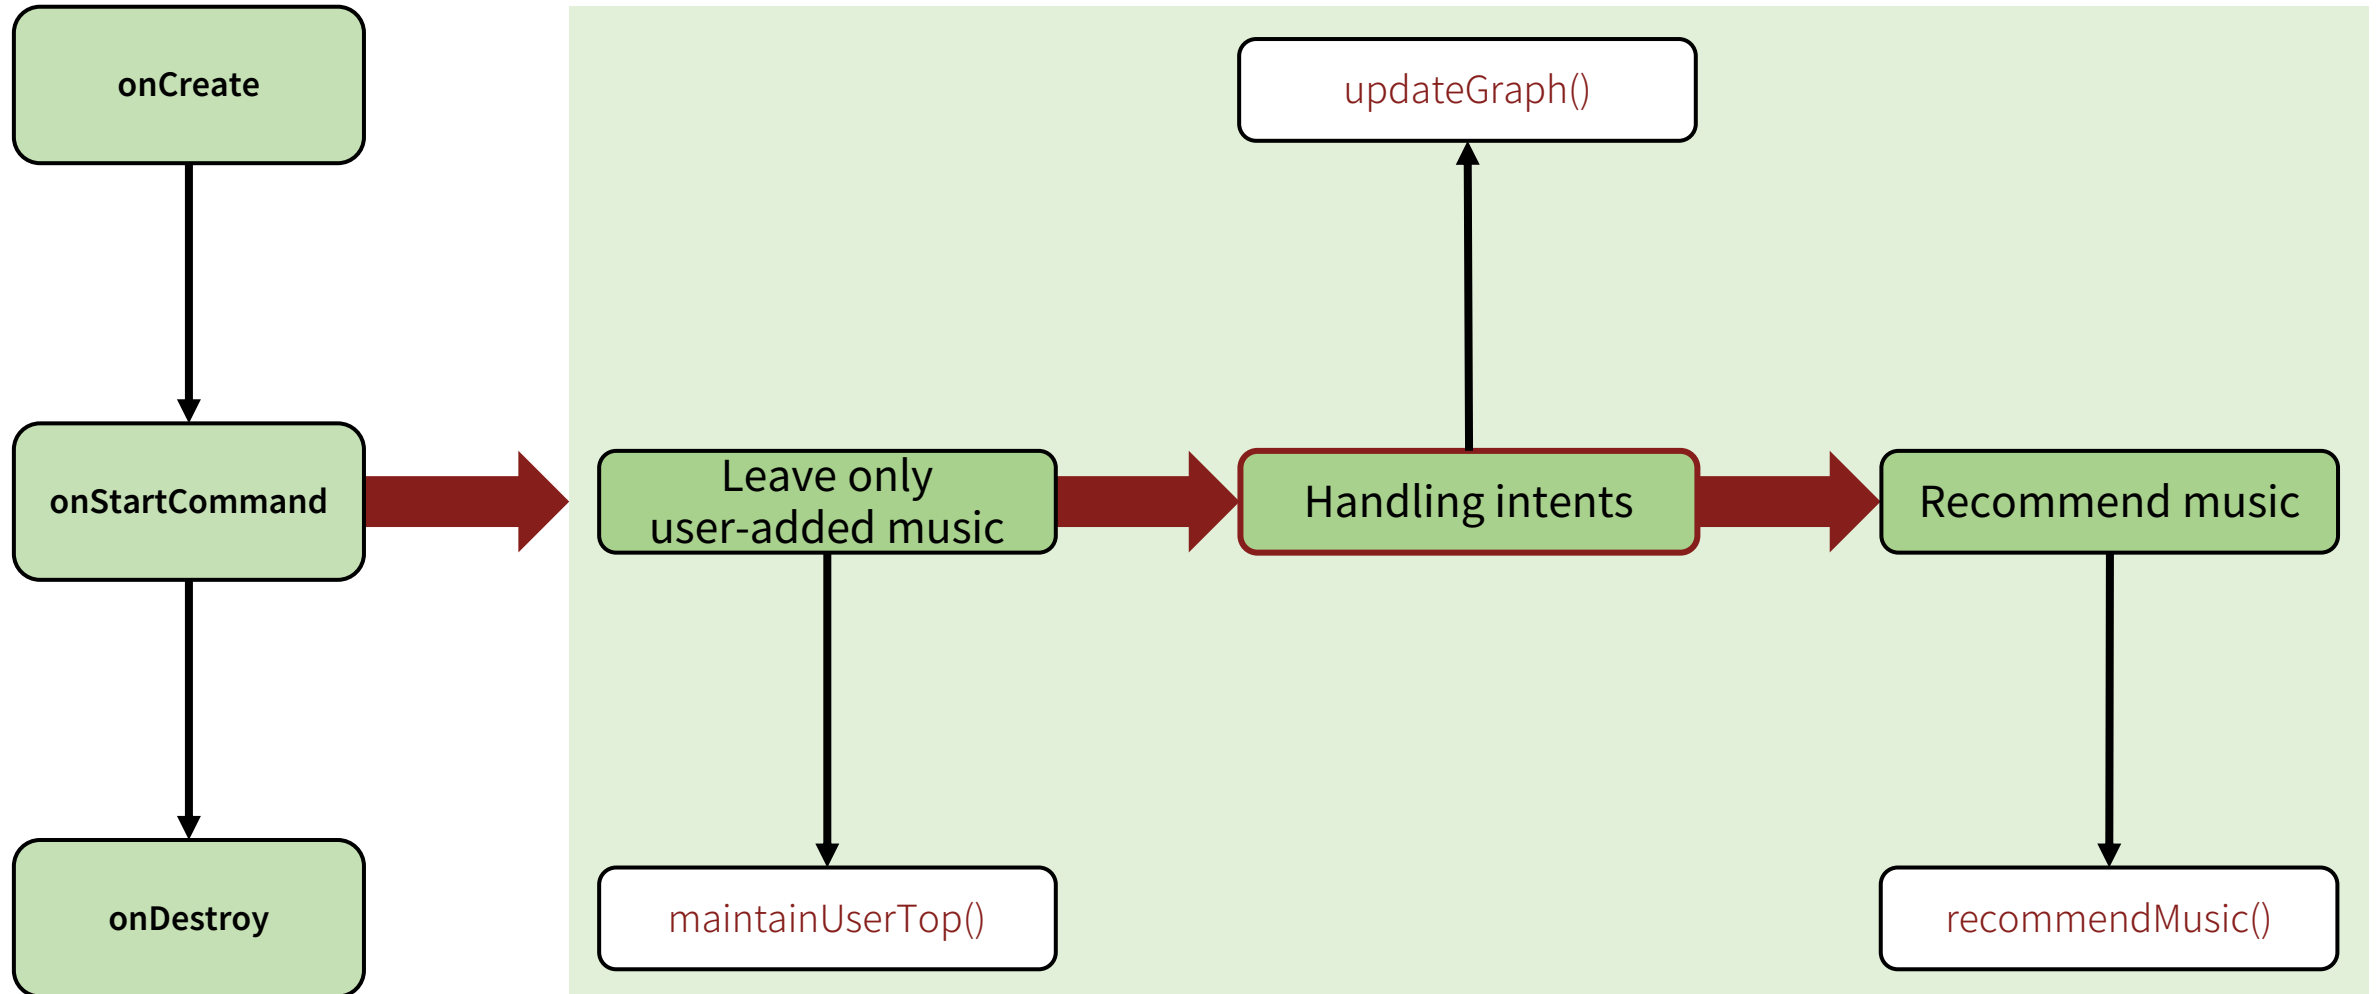 onCreate
updateGraph()
onStartCommand
Leave only
user-added music
Handling intents
Recommend music
onDestroy
maintainUserTop()
recommendMusic()